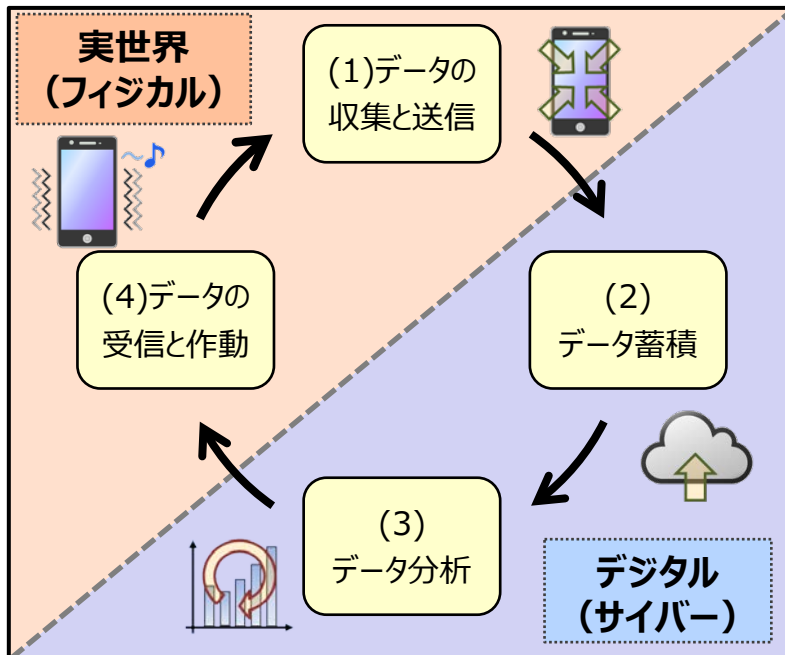 実世界
（フィジカル）
(1)データの
収集と送信
(4)データの
受信と作動
(2)
データ蓄積
(3)
データ分析
デジタル
（サイバー）